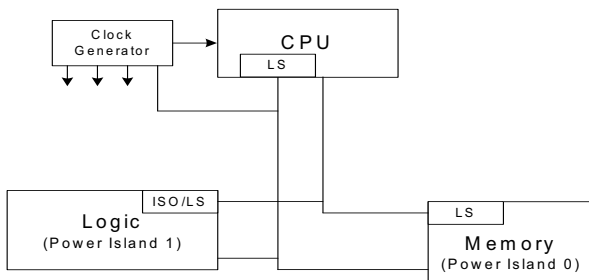 Clock
Generator
CPU
LS
ISO/LS
Logic
(Power Island 1)
LS
Memory
(Power Island 0)